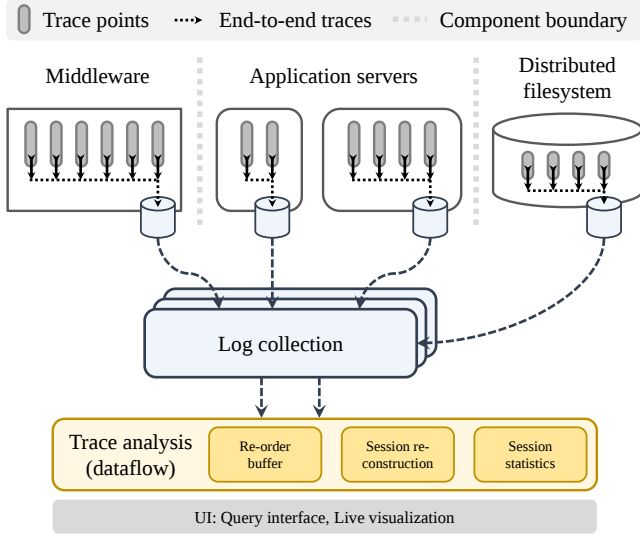 Trace points
End-to-end traces
Component boundary
Middleware
Application servers
Distributed
filesystem
Log collection
Trace analysis
(dataflow)
Re-order
buffer
Session re-
construction
Session
statistics
UI: Query interface, Live visualization